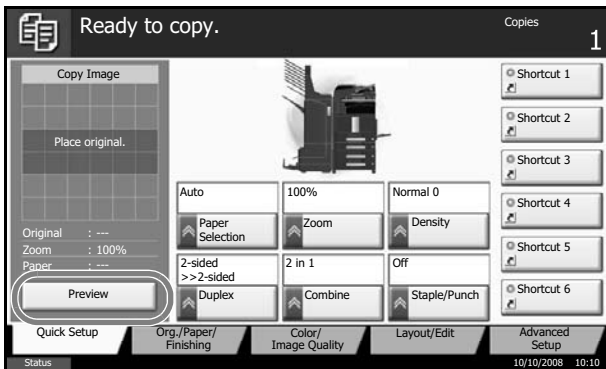 Ready to copy.
Copies
1
Copy Image
Place original.
Original : ---
Zoom : 100%
Paper : ---
Preview
Auto
Paper
Selection
100%
Zoom
Normal 0
Density
2-sided
>>2-sided
Duplex
2 in 1
Combine
Off
Staple/Punch
Shortcut 1
Shortcut 2
Shortcut 3
Shortcut 4
Shortcut 5
Shortcut 6
Quick Setup
Org./Paper/
Finishing
Color/
Image Quality
Layout/Edit
Advanced
Setup
Status
10/10/2008 10:10